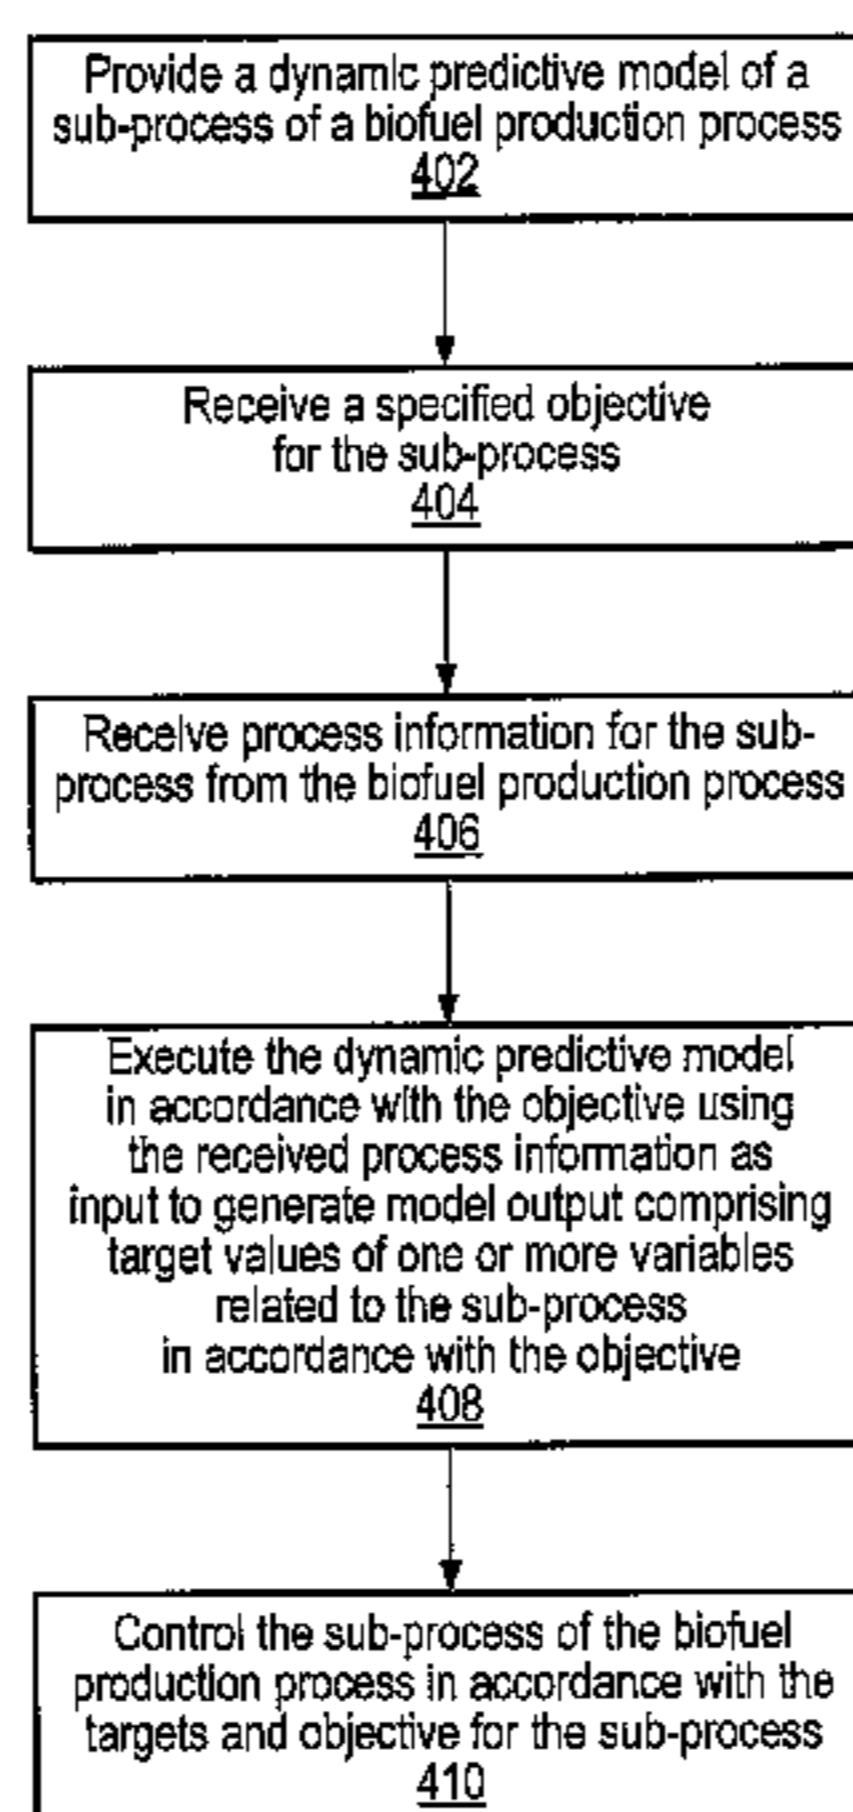 Provide a dynamic predictive model of a
sub-process of a biofuel production process
402
Receive a specified objective
for the sub-process
404
Receive process information for the sub-
process from the biofuel production process
406
Execute the dynamic predictive model
in accordance with the objective using
the received process information as
input to generate model output comprising
target values of one or more variables
related to the sub-process
in accordance with the objective
408
Control the sub-process of the biofuel
production process in accordance with the
targets and objective for the sub-process
410